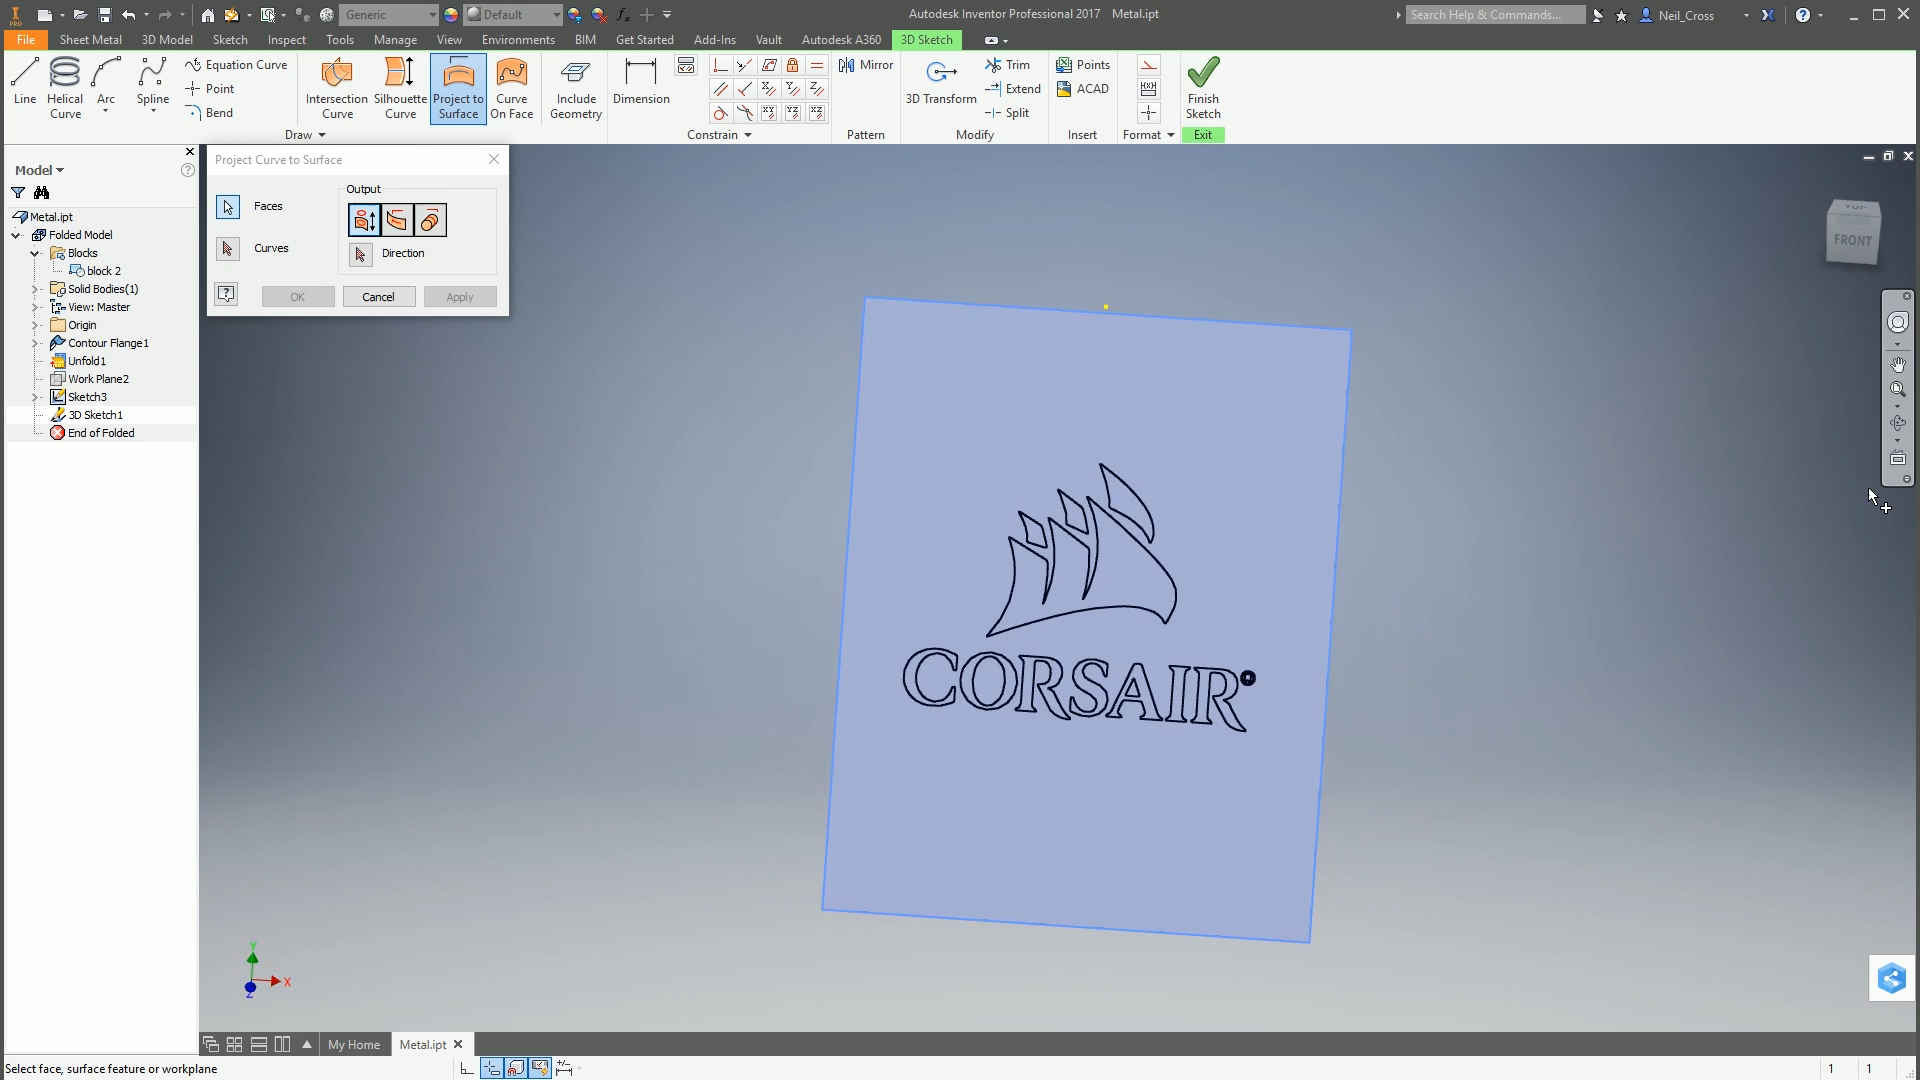 Generic
Default
Autodesk Inventor Professional 2017 Metal.ipt
Search Help & Commands...
Neil_Cross
File Sheet Metal 3D Model Sketch Inspect Tools Manage View Environments BIM Get Started Add-Ins Vault Autodesk A360 3D Sketch
Line
Helical Curve
Arc
Spline
Equation Curve
Point
Bend
Intersection Curve
Silhouette Curve
Project to Surface
Curve On Face
Include Geometry
Dimension
Mirror
3D Transform
Trim
Extend
Split
Points
ACAD
Finish Sketch
Draw
Constrain
Pattern
Modify
Insert
Format
Exit
Model
Metal.ipt
Folded Model
Blocks
block 2
Solid Bodies(1)
View: Master
Origin
Contour Flange1
Unfold1
Work Plane2
Sketch3
3D Sketch1
End of Folded
Project Curve to Surface
Faces
Curves
Output
Direction
OK
Cancel
Apply
TOP
FRONT
CORSAIR
Y
X
Z
My Home
Metal.ipt
Select face, surface feature or workplane
1 1